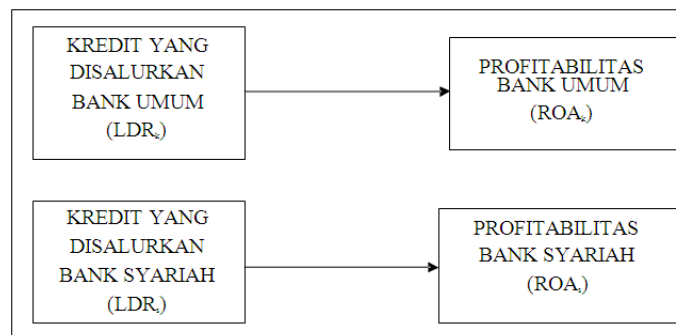 KREDIT YANG
DISALURKAN
BANK UMUM
(LDRk)
PROFITABILITAS
BANK UMUM
(ROAk)
KREDIT YANG
DISALURKAN
BANK SYARIAH
(LDRs)
PROFITABILITAS
BANK SYARIAH
(ROAs)